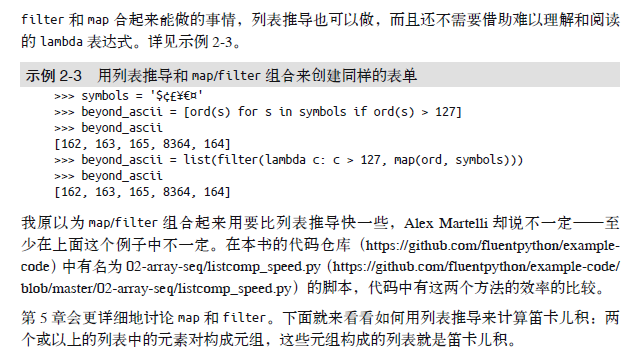 filter 和 map 合起来能做的事情，列表推导也可以做，而且还不需要借助难以理解和阅读
的 lambda 表达式。详见示例 2-3。
示例 2-3 用列表推导和 map/filter 组合来创建同样的表单
>>> symbols = '$¢£¥€¤'
>>> beyond_ascii = [ord(s) for s in symbols if ord(s) > 127]
>>> beyond_ascii
[162, 163, 165, 8364, 164]
>>> beyond_ascii = list(filter(lambda c: c > 127, map(ord, symbols)))
>>> beyond_ascii
[162, 163, 165, 8364, 164]
我原以为 map/filter 组合起来用要比列表推导快一些，Alex Martelli 却说不一定——至
少在上面这个例子中不一定。在本书的代码仓库（https://github.com/fluentpython/example-
code）中有名为 02-array-seq/listcomp_speed.py（https://github.com/fluentpython/example-code/
blob/master/02-array-seq/listcomp_speed.py）的脚本，代码中有这两个方法的效率的比较。
第 5 章会更详细地讨论 map 和 filter。下面就来看看如何用列表推导来计算笛卡儿积：两
个或以上的列表中的元素对构成元组，这些元组构成的列表就是笛卡儿积。